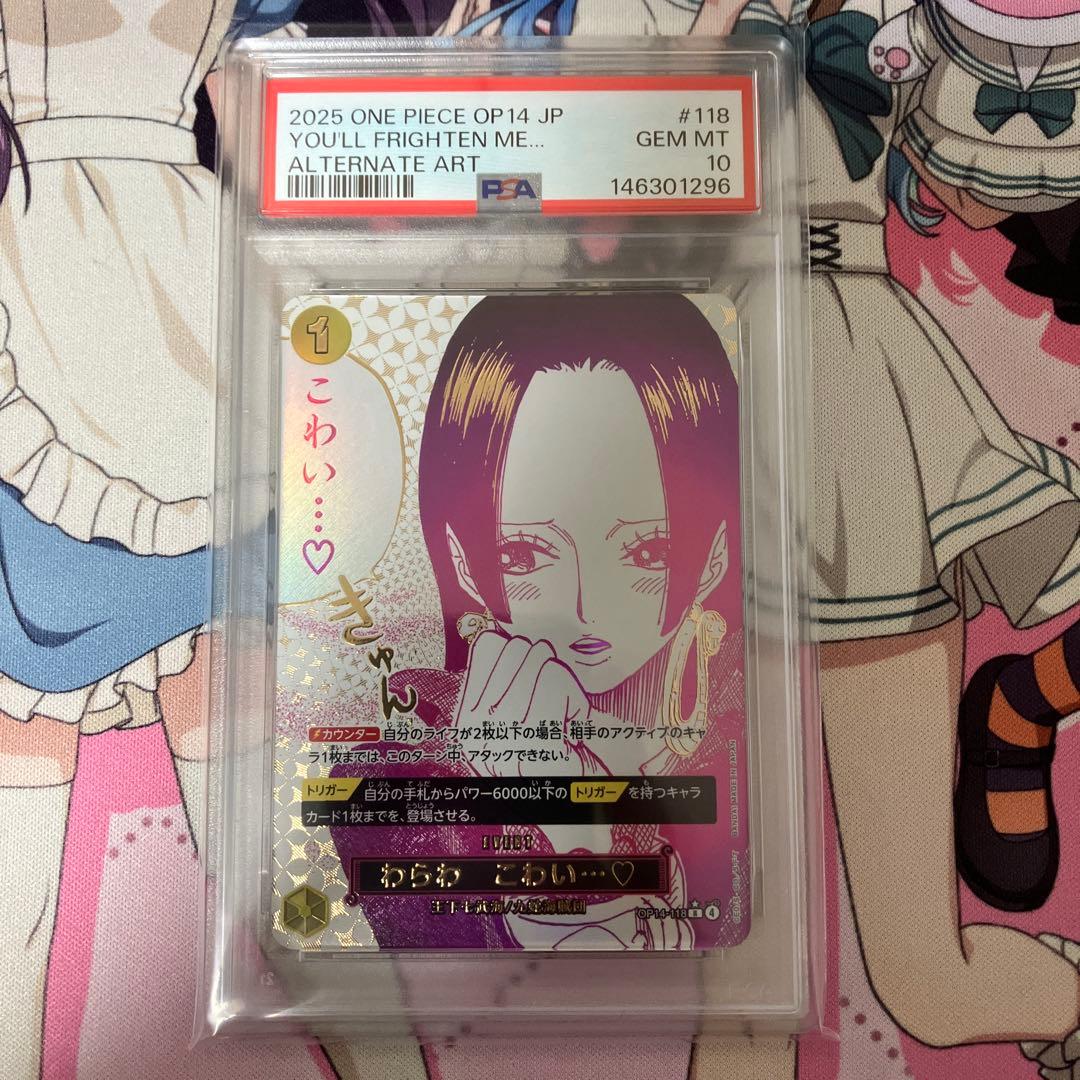 2025 ONE PIECE OP14 JP #118
YOU'LL FRIGHTEN ME... GEM MT
ALTERNATE ART 10
PSA 146301296
1
こわい…♡
きゅん
カウンター 自分のライフが2枚以下の場合、相手のアクティブのキャ
ラ1枚までは、このターン中、アタックできない。
トリガー 自分の手札からパワー6000以下の トリガー を持つキャラ
カード1枚までを、登場させる。
EVENT
わらわ こわい…♡
王下七武海/九蛇海賊団
OP14-118 R 4